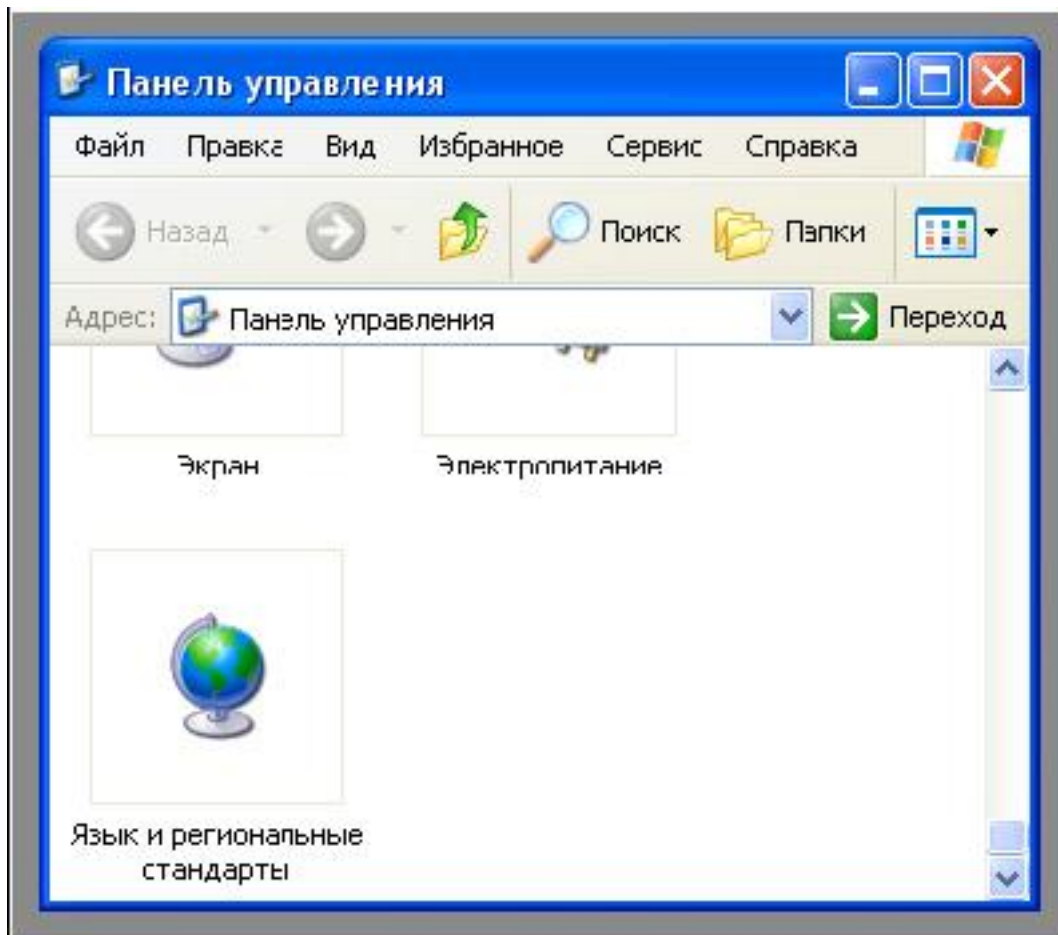 Панель управления
Файл Правка Вид Избранное Сервис Справка
Назад Поиск Папки
Адрес: Панель управления Переход
Экран Электропитание
Язык и региональные
стандарты